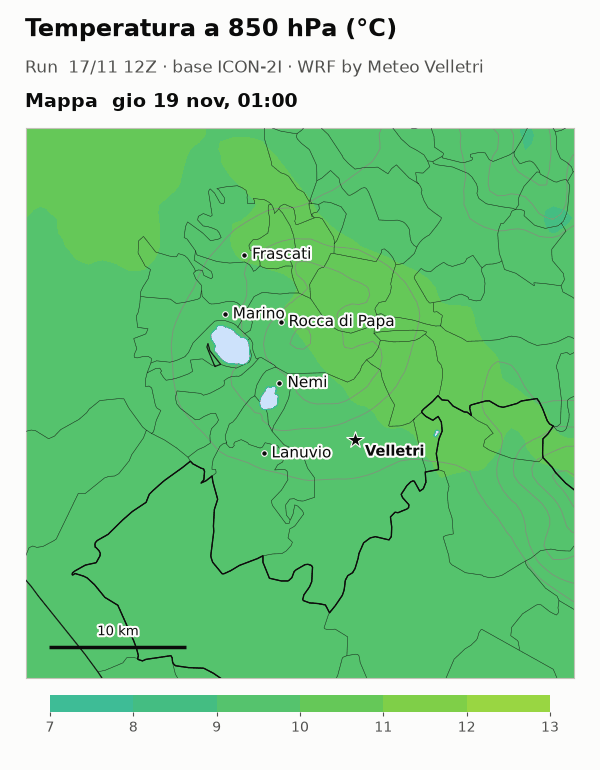 Temperatura a 850 hPa (°C)
Run  17/11 12Z · base ICON-2I · WRF by Meteo Velletri
Mappa  gio 19 nov, 01:00
Frascati
Marino
Rocca di Papa
Nemi
Velletri
Lanuvio
10 km
7 8 9 10 11 12 13